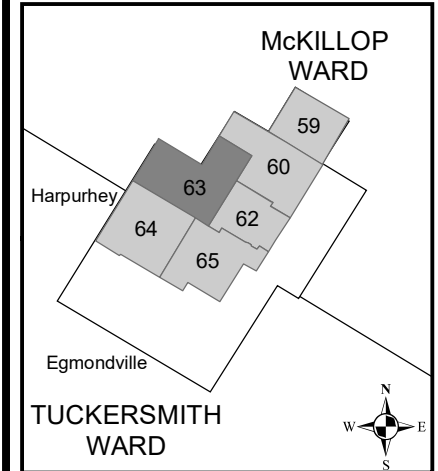 McKILLOP
WARD
59
60
63
Harpurhey
62
64
65
Egmondville
TUCKERSMITH
WARD
N
W E
S